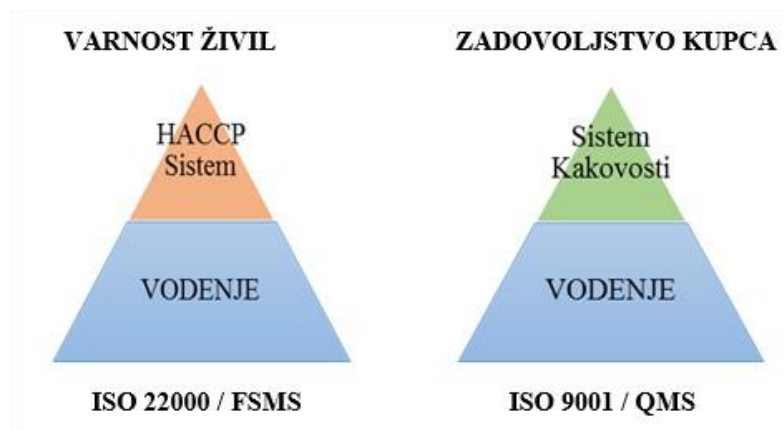 VARNOST ŽIVIL
HACCP
Sistem
VODENJE
ISO 22000 / FSMS
ZADOVOLJSTVO KUPCA
Sistem
Kakovosti
VODENJE
ISO 9001 / QMS